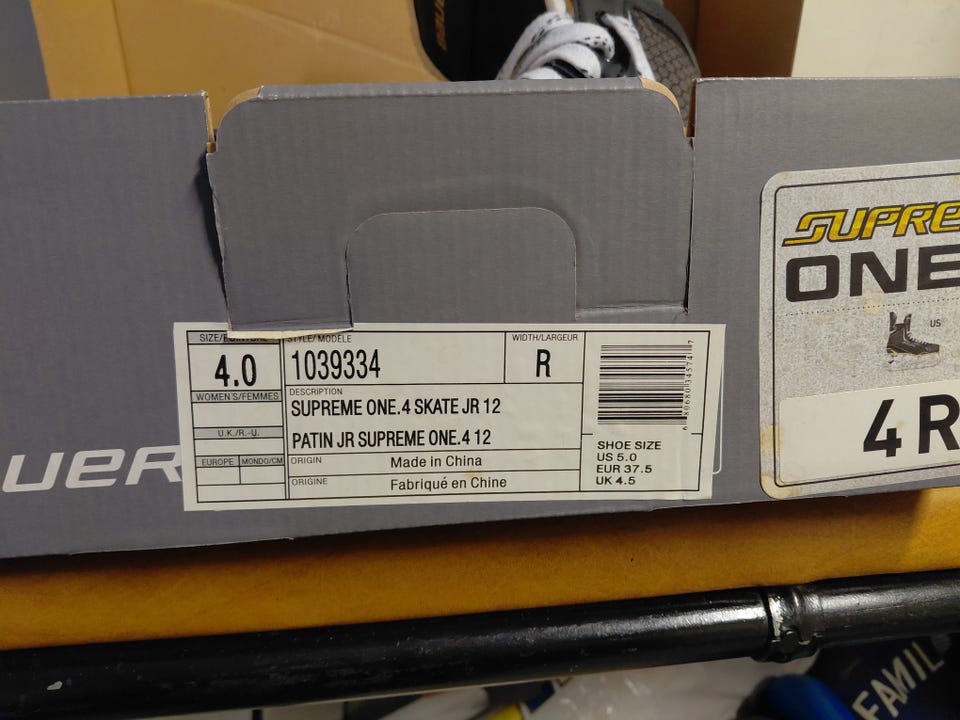 SIZE/POINTURE
4.0
WOMEN'S/FEMMES
U.K./R.-U.
EUROPE MONDO/CM
STYLE/MODÈLE
1039334
WIDTH/LARGEUR
R
DESCRIPTION
SUPREME ONE.4 SKATE JR 12
PATIN JR SUPREME ONE.4 12
ORIGIN Made in China
ORIGINE Fabriqué en Chine
SHOE SIZE
US 5.0
EUR 37.5
UK 4.5
UER
SUPRE
ONE
US
4 R
FAMIL